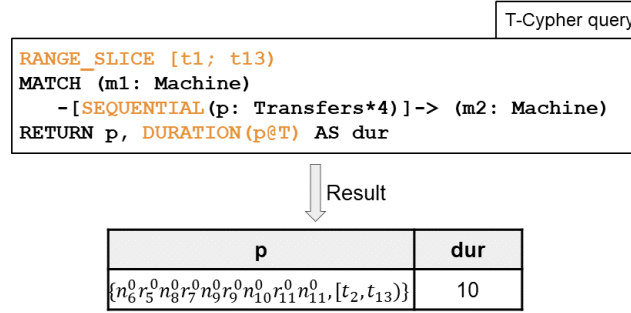 T-Cypher query
RANGE_SLICE [t1; t13)
MATCH (m1: Machine)
-[SEQUENTIAL(p: Transfers*4)]-> (m2: Machine)
RETURN p, DURATION(p@T) AS dur
Result
p dur
{n₆⁰r₅⁰n₈⁰r₇⁰n₉⁰r₉⁰n₁₀⁰r₁₁⁰n₁₁⁰,[t₂,t₁₃)} 10